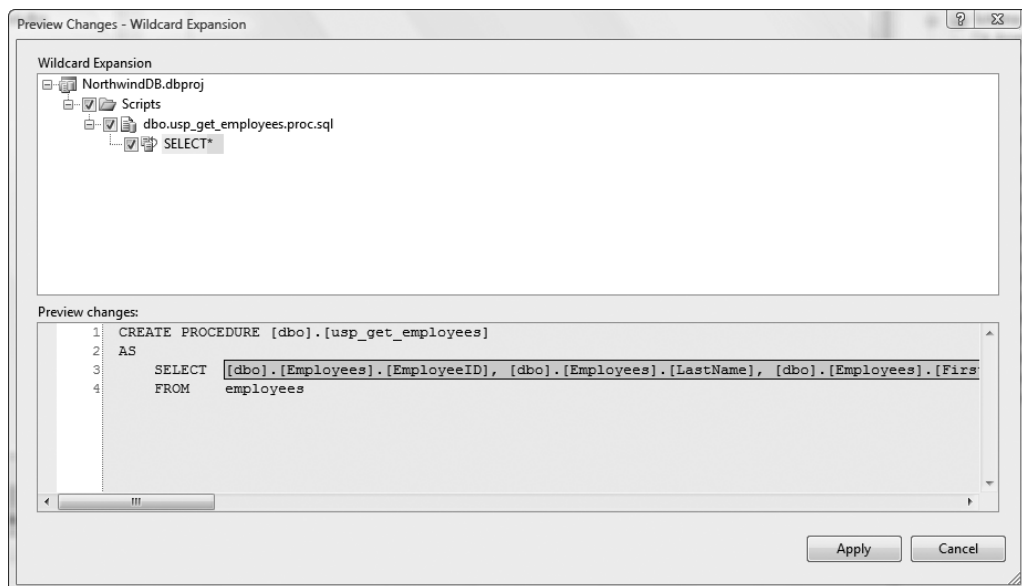 Preview Changes - Wildcard Expansion
Wildcard Expansion
NorthwindDB.dbproj
Scripts
dbo.usp_get_employees.proc.sql
SELECT*
Preview changes:
1 CREATE PROCEDURE [dbo].[usp_get_employees]
2 AS
3 SELECT [dbo].[Employees].[EmployeeID], [dbo].[Employees].[LastName], [dbo].[Employees].[Firs
4 FROM employees
Apply Cancel